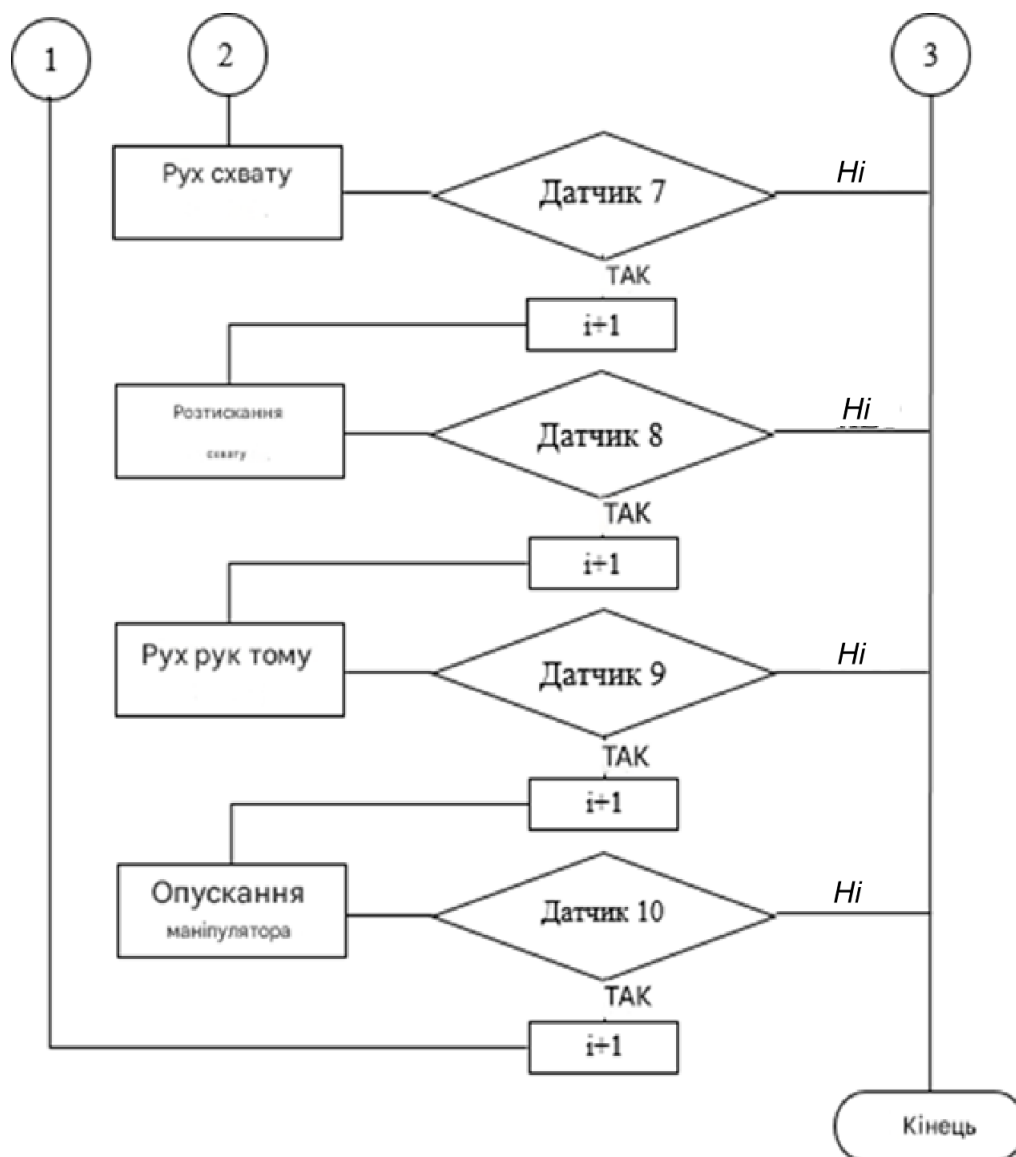 1
2
3
Рух схвату
Датчик 7
Ні
ТАК
i+1
Розтискання
схвату
Датчик 8
Ні
ТАК
i+1
Рух рук тому
Датчик 9
Ні
ТАК
i+1
Опускання
маніпулятора
Датчик 10
Ні
ТАК
i+1
Кінець